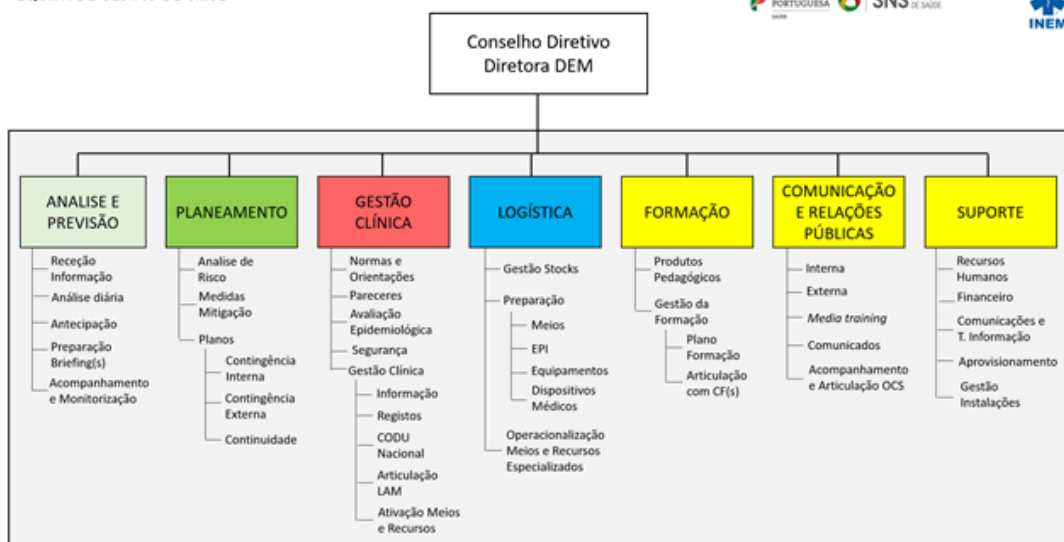 PORTUGUESA
SAÚDE
SNS
DE SAÚDE
INEM
Conselho Diretivo
Diretora DEM
ANALISE E
PREVISÃO
Receção
Informação
Análise diária
Antecipação
Preparação
Briefing(s)
Acompanhamento
e Monitorização
PLANEAMENTO
Analise de
Risco
Medidas
Mitigação
Planos
Contingência
Interna
Contingência
Externa
Continuidade
GESTÃO
CLÍNICA
Normas e
Orientações
Pareceres
Avaliação
Epidemiológica
Segurança
Gestão Clínica
Informação
Registos
CODU
Nacional
Articulação
LAM
Ativação Meios
e Recursos
LOGÍSTICA
Gestão Stocks
Preparação
Meios
EPI
Equipamentos
Dispositivos
Médicos
Operacionalização
Meios e Recursos
Especializados
FORMAÇÃO
Produtos
Pedagógicos
Gestão da
Formação
Plano
Formação
Articulação
com CF(s)
COMUNICAÇÃO
E RELAÇÕES
PÚBLICAS
Interna
Externa
Media training
Comunicados
Acompanhamento
e Articulação OCS
SUPORTE
Recursos
Humanos
Financeiro
Comunicações e
T. Informação
Aprovisionamento
Gestão
Instalações